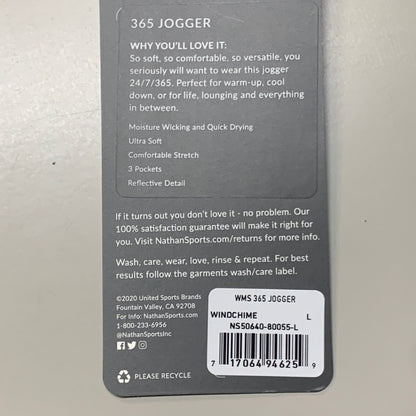 365 JOGGER
WHY YOU'LL LOVE IT:
So soft, so comfortable, so versatile, you
seriously will want to wear this jogger
24/7/365. Perfect for warm-up, cool
down, or for life, lounging and everything
in between.
Moisture Wicking and Quick Drying
Ultra Soft
Comfortable Stretch
3 Pockets
Reflective Detail
If it turns out you don't love it - no problem. Our
100% satisfaction guarantee will make it right for
you. Visit NathanSports.com/returns for more info.
Wash, care, wear, love, rinse & repeat. For best
results follow the garments wash/care label.
©2020 United Sports Brands
Fountain Valley, CA 92708
For Info: NathanSports.com
1-800-233-6956
@NathanSportsInc
PLEASE RECYCLE
WMS 365 JOGGER
WINDCHIME L
NS50640-80055-L
7 17064 94625 9